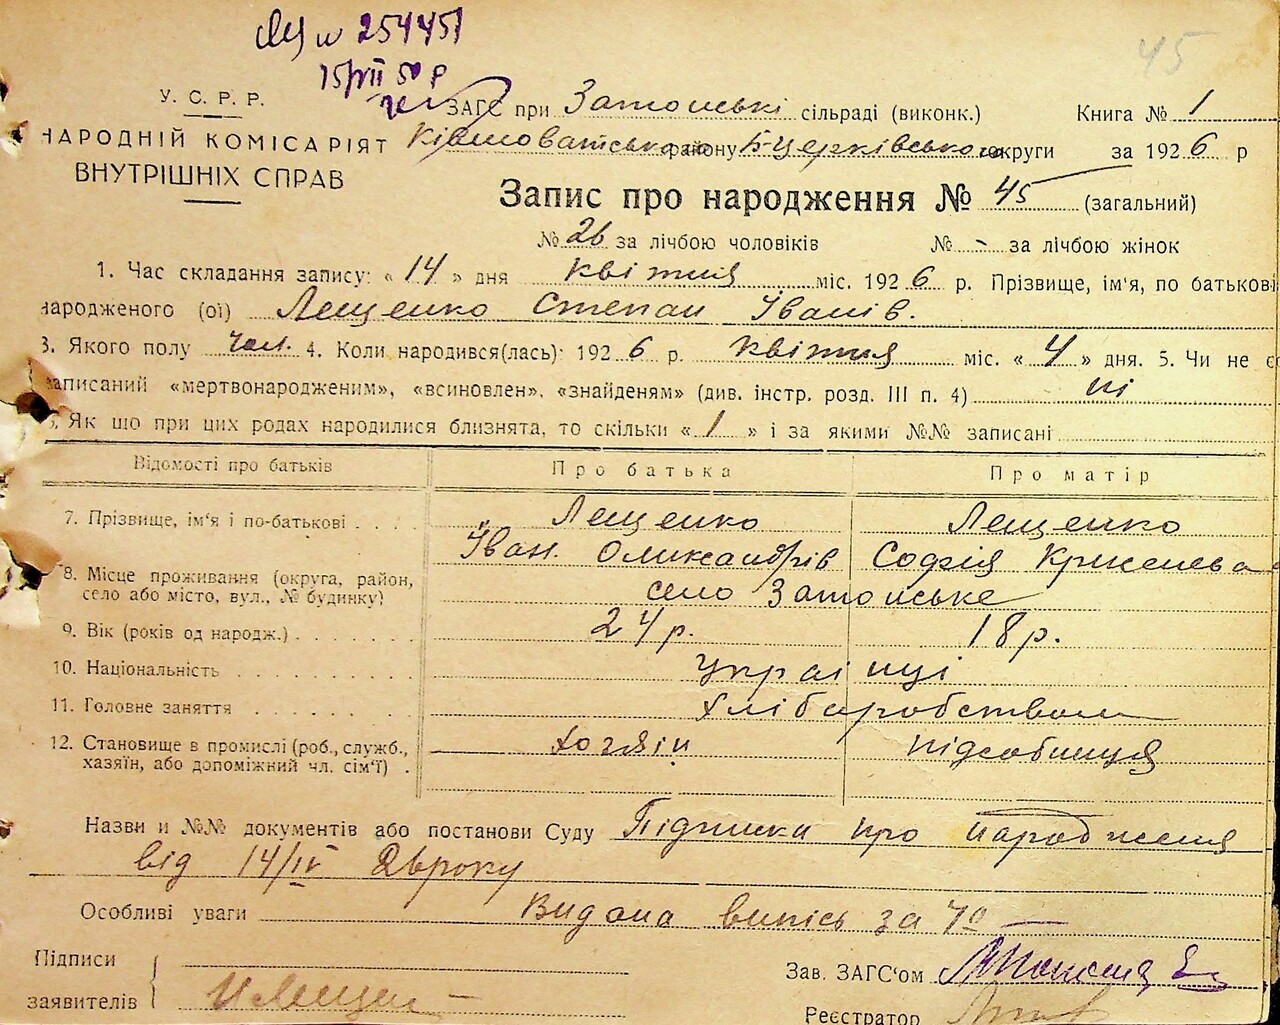 № 254451
15/VII 50 р
45
У. С. Р. Р.
НАРОДНІЙ КОМІСАРІЯТ
ВНУТРІШНІХ СПРАВ
ЗАГС при Затонські сільраді (виконк.) Книга № 1
Ківшоватського району Б-Церківського округи за 1926 р
Запис про народження № 45 (загальний)
№ 26 за лічбою чоловіків № - за лічбою жінок
1. Час складання запису: « 14 » дня квітня міс. 1926 р. Прізвище, ім'я, по батькові
народженого (ої) Лещенко Степан Іванів.
3. Якого полу Чол. 4. Коли народився(лась): 1926 р. квітня міс. « 4 » дня. 5. Чи не є
записаний «мертвонародженим», «всиновлен», «знайденям» (див. інстр. розд. III п. 4) ні
6. Як що при цих родах народилися близнята, то скільки « 1 » і за якими №№ записані
Відомості про батьків Про батька Про матір
7. Прізвище, ім'я і по-батькові Лещенко Лещенко
Іван Олександрів Софія
8. Місце проживання (округа, район,
село або місто, вул., № будинку) село Затонське
9. Вік (років од народж.) 24 р. 18 р.
10. Національність українці
11. Головне заняття Хліборобством
12. Становище в промислі (роб., службо.,
хазяїн, або допоміжний чл. сім'ї) хозяїн підсобниця
Назви и №№ документів або постанови Суду Підписка про народження
від 14/IV 26 року
Особливі уваги Видана випісь за №
Підписи
заявителів И Лещен
Зав. ЗАГС'ом
Реєстратор